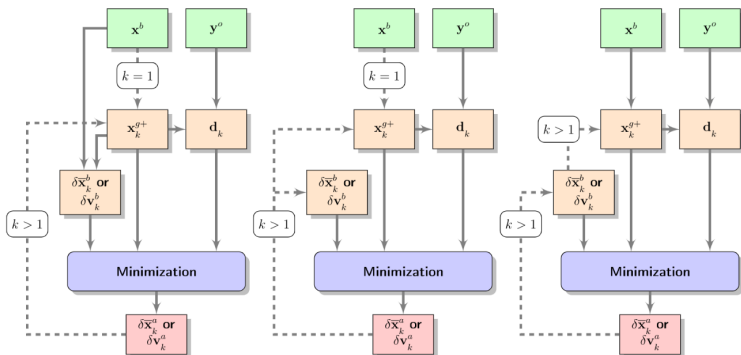 x^b
y^o
k = 1
x_k^{g+}
d_k
δx̅_k^b or
δv_k^b
k > 1
Minimization
δx̅_k^a or
δv_k^a
x^b
y^o
k = 1
x_k^{g+}
d_k
δx̅_k^b or
δv_k^b
k > 1
Minimization
δx̅_k^a or
δv_k^a
x^b
y^o
k > 1
x_k^{g+}
d_k
δx̅_k^b or
δv_k^b
k > 1
Minimization
δx̅_k^a or
δv_k^a